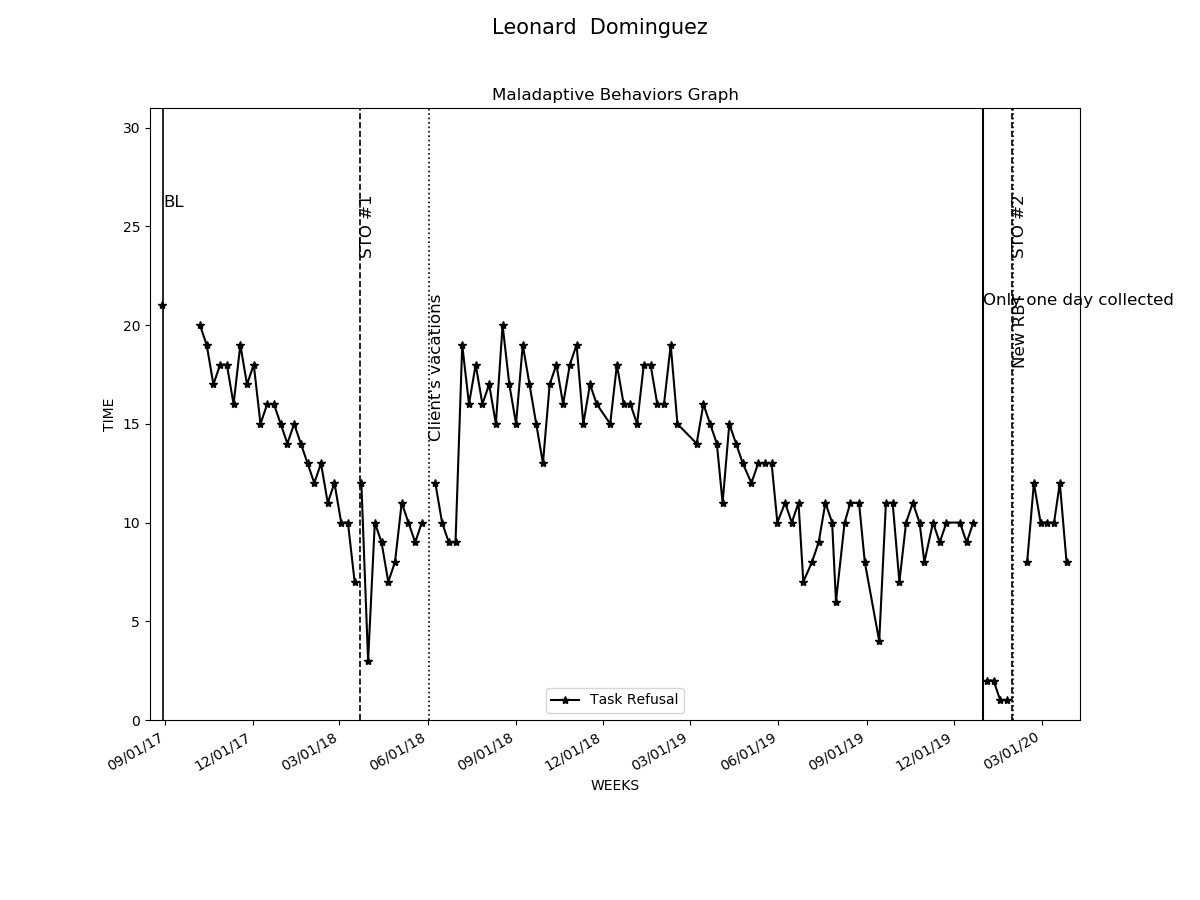 Leonard  Dominguez
Maladaptive Behaviors Graph
30
25
20
15
10
5
0
TIME
BL
STO #1
Client's vacations
Only one day collected
STO #2
New RBT
Task Refusal
09/01/17
12/01/17
03/01/18
06/01/18
09/01/18
12/01/18
03/01/19
06/01/19
09/01/19
12/01/19
03/01/20
WEEKS